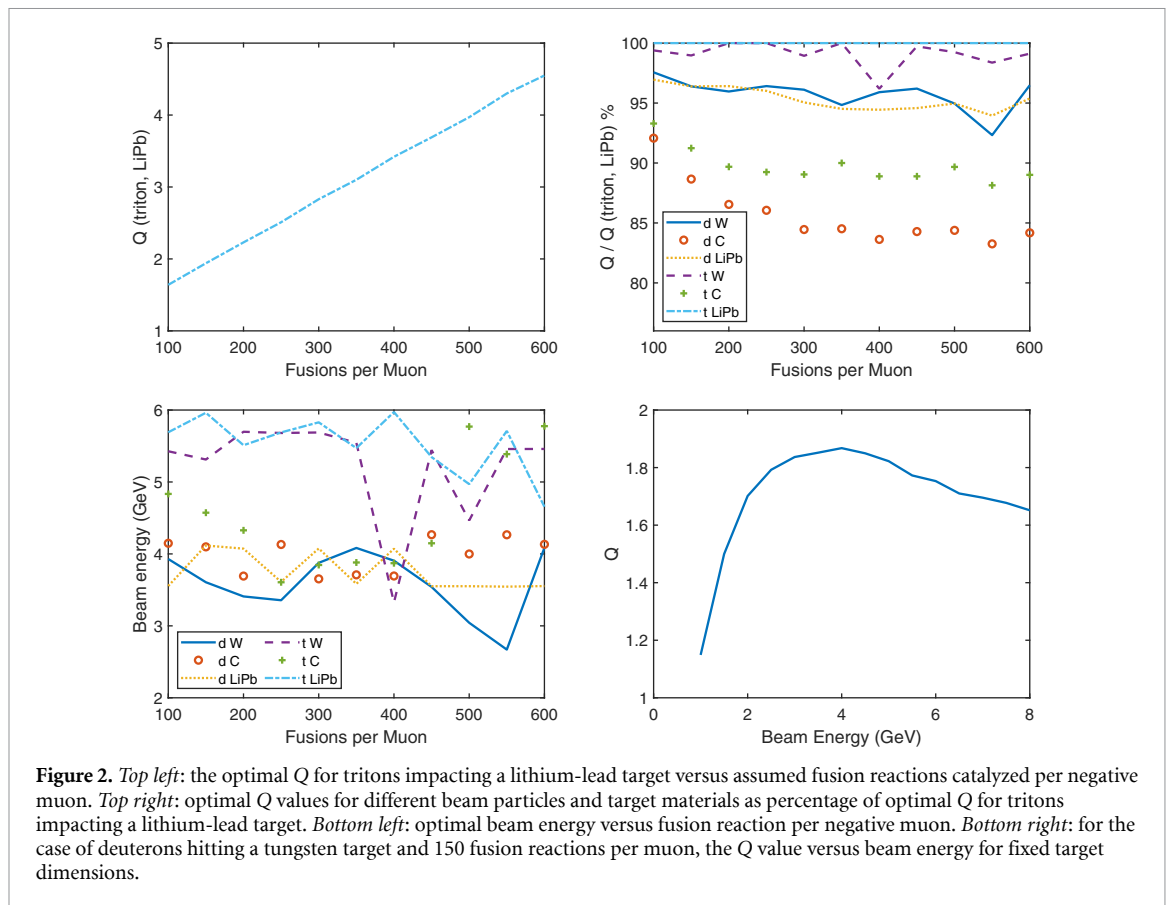 5
4
3
2
1
Q (triton, LiPb)
100 200 300 400 500 600
Fusions per Muon
100
95
90
85
80
Q / Q (triton, LiPb) %
d W
d C
d LiPb
t W
t C
t LiPb
100 200 300 400 500 600
Fusions per Muon
6
5
4
3
2
Beam energy (GeV)
d W t W
d C t C
d LiPb t LiPb
100 200 300 400 500 600
Fusions per Muon
2
1.8
1.6
1.4
1.2
1
Q
0 2 4 6 8
Beam Energy (GeV)
Figure 2. Top left: the optimal Q for tritons impacting a lithium-lead target versus assumed fusion reactions catalyzed per negative
muon. Top right: optimal Q values for different beam particles and target materials as percentage of optimal Q for tritons
impacting a lithium-lead target. Bottom left: optimal beam energy versus fusion reaction per negative muon. Bottom right: for the
case of deuterons hitting a tungsten target and 150 fusion reactions per muon, the Q value versus beam energy for fixed target
dimensions.